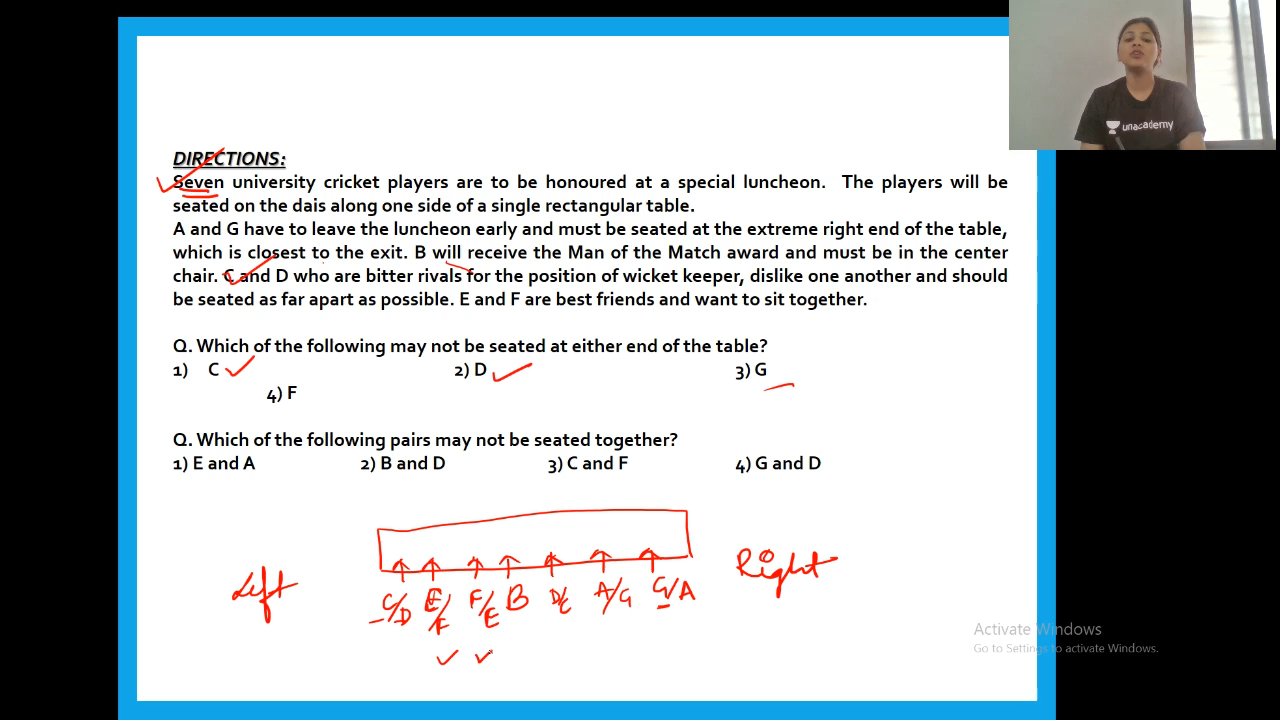 unacademy
DIRECTIONS:
Seven university cricket players are to be honoured at a special luncheon. The players will be
seated on the dais along one side of a single rectangular table.
A and G have to leave the luncheon early and must be seated at the extreme right end of the table,
which is closest to the exit. B will receive the Man of the Match award and must be in the center
chair. C and D who are bitter rivals for the position of wicket keeper, dislike one another and should
be seated as far apart as possible. E and F are best friends and want to sit together.
Q. Which of the following may not be seated at either end of the table?
1) C 2) D 3) G
4) F
Q. Which of the following pairs may not be seated together?
1) E and A 2) B and D 3) C and F 4) G and D
Left C/D E/F F/E B D/C A/G G/A Right
Activate Windows
Go to Settings to activate Windows.